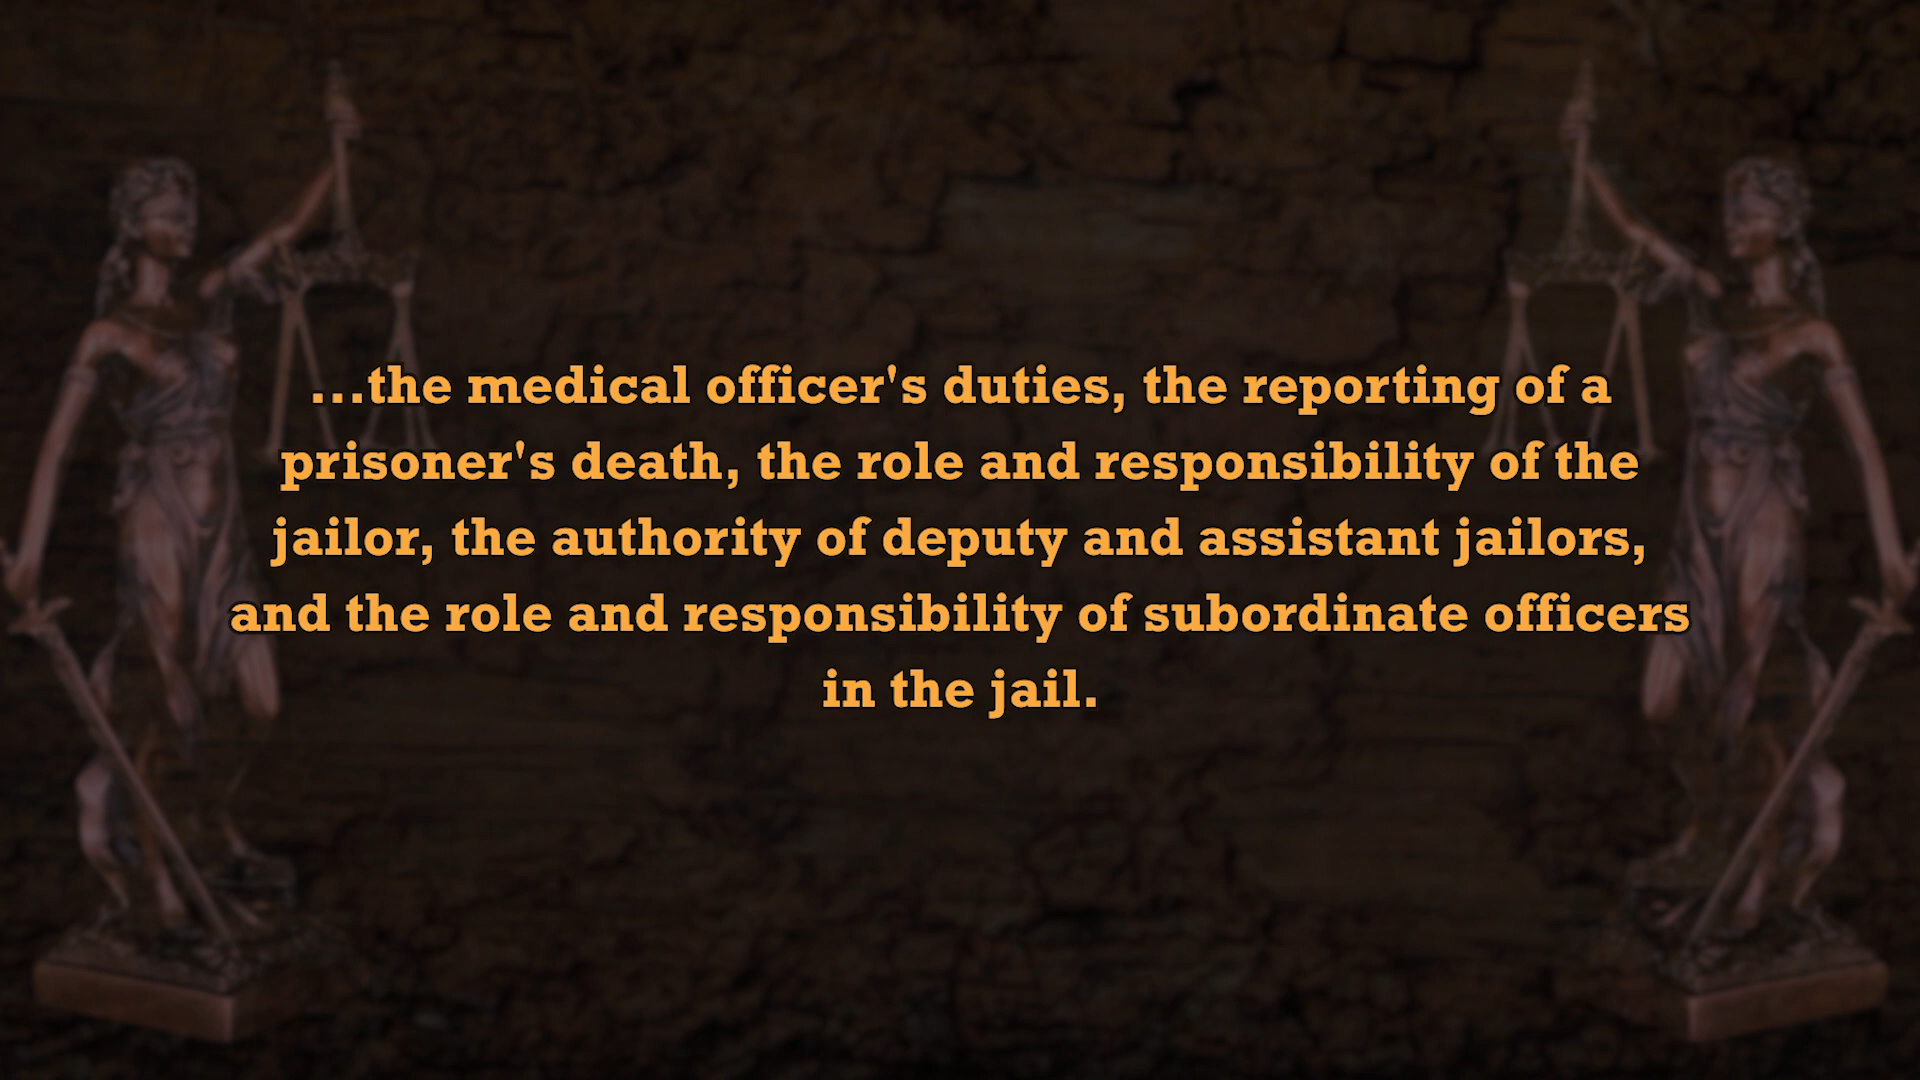 ...the medical officer's duties, the reporting of a
prisoner's death, the role and responsibility of the
jailor, the authority of deputy and assistant jailors,
and the role and responsibility of subordinate officers
in the jail.